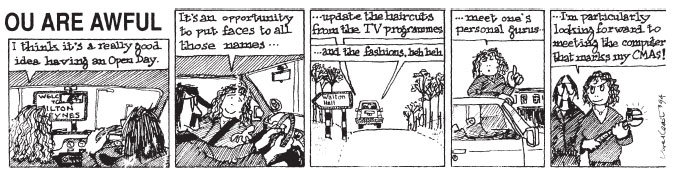 OU ARE AWFUL
I think it's a really good
idea having an Open Day.
WELCOME
TO
MILTON
KEYNES
It's an opportunity
to put faces to all
those names...
...update the haircuts
from the TV programmes
...and the fashions, heh heh
Walton
Hall
...meet one's
personal gurus...
...I'm particularly
looking forward to
meeting the computer
that marks my CMAs!